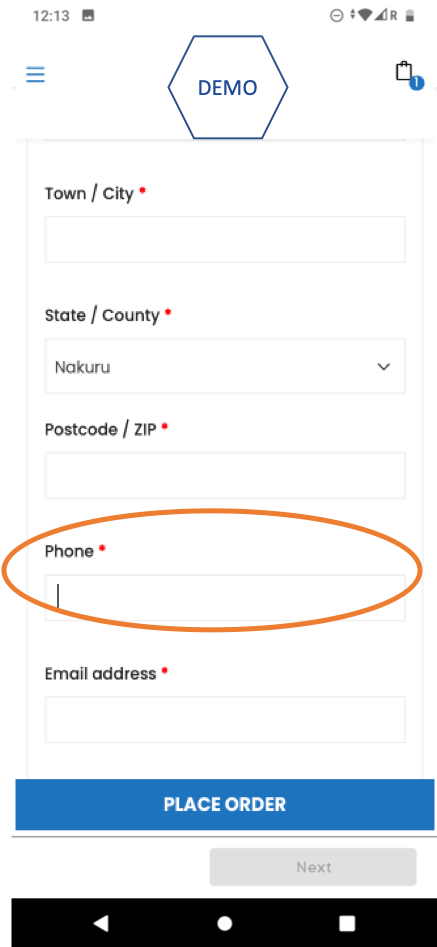 12:13
R
DEMO
1
Town / City *
State / County *
Nakuru
Postcode / ZIP *
Phone *
Email address *
PLACE ORDER
Next